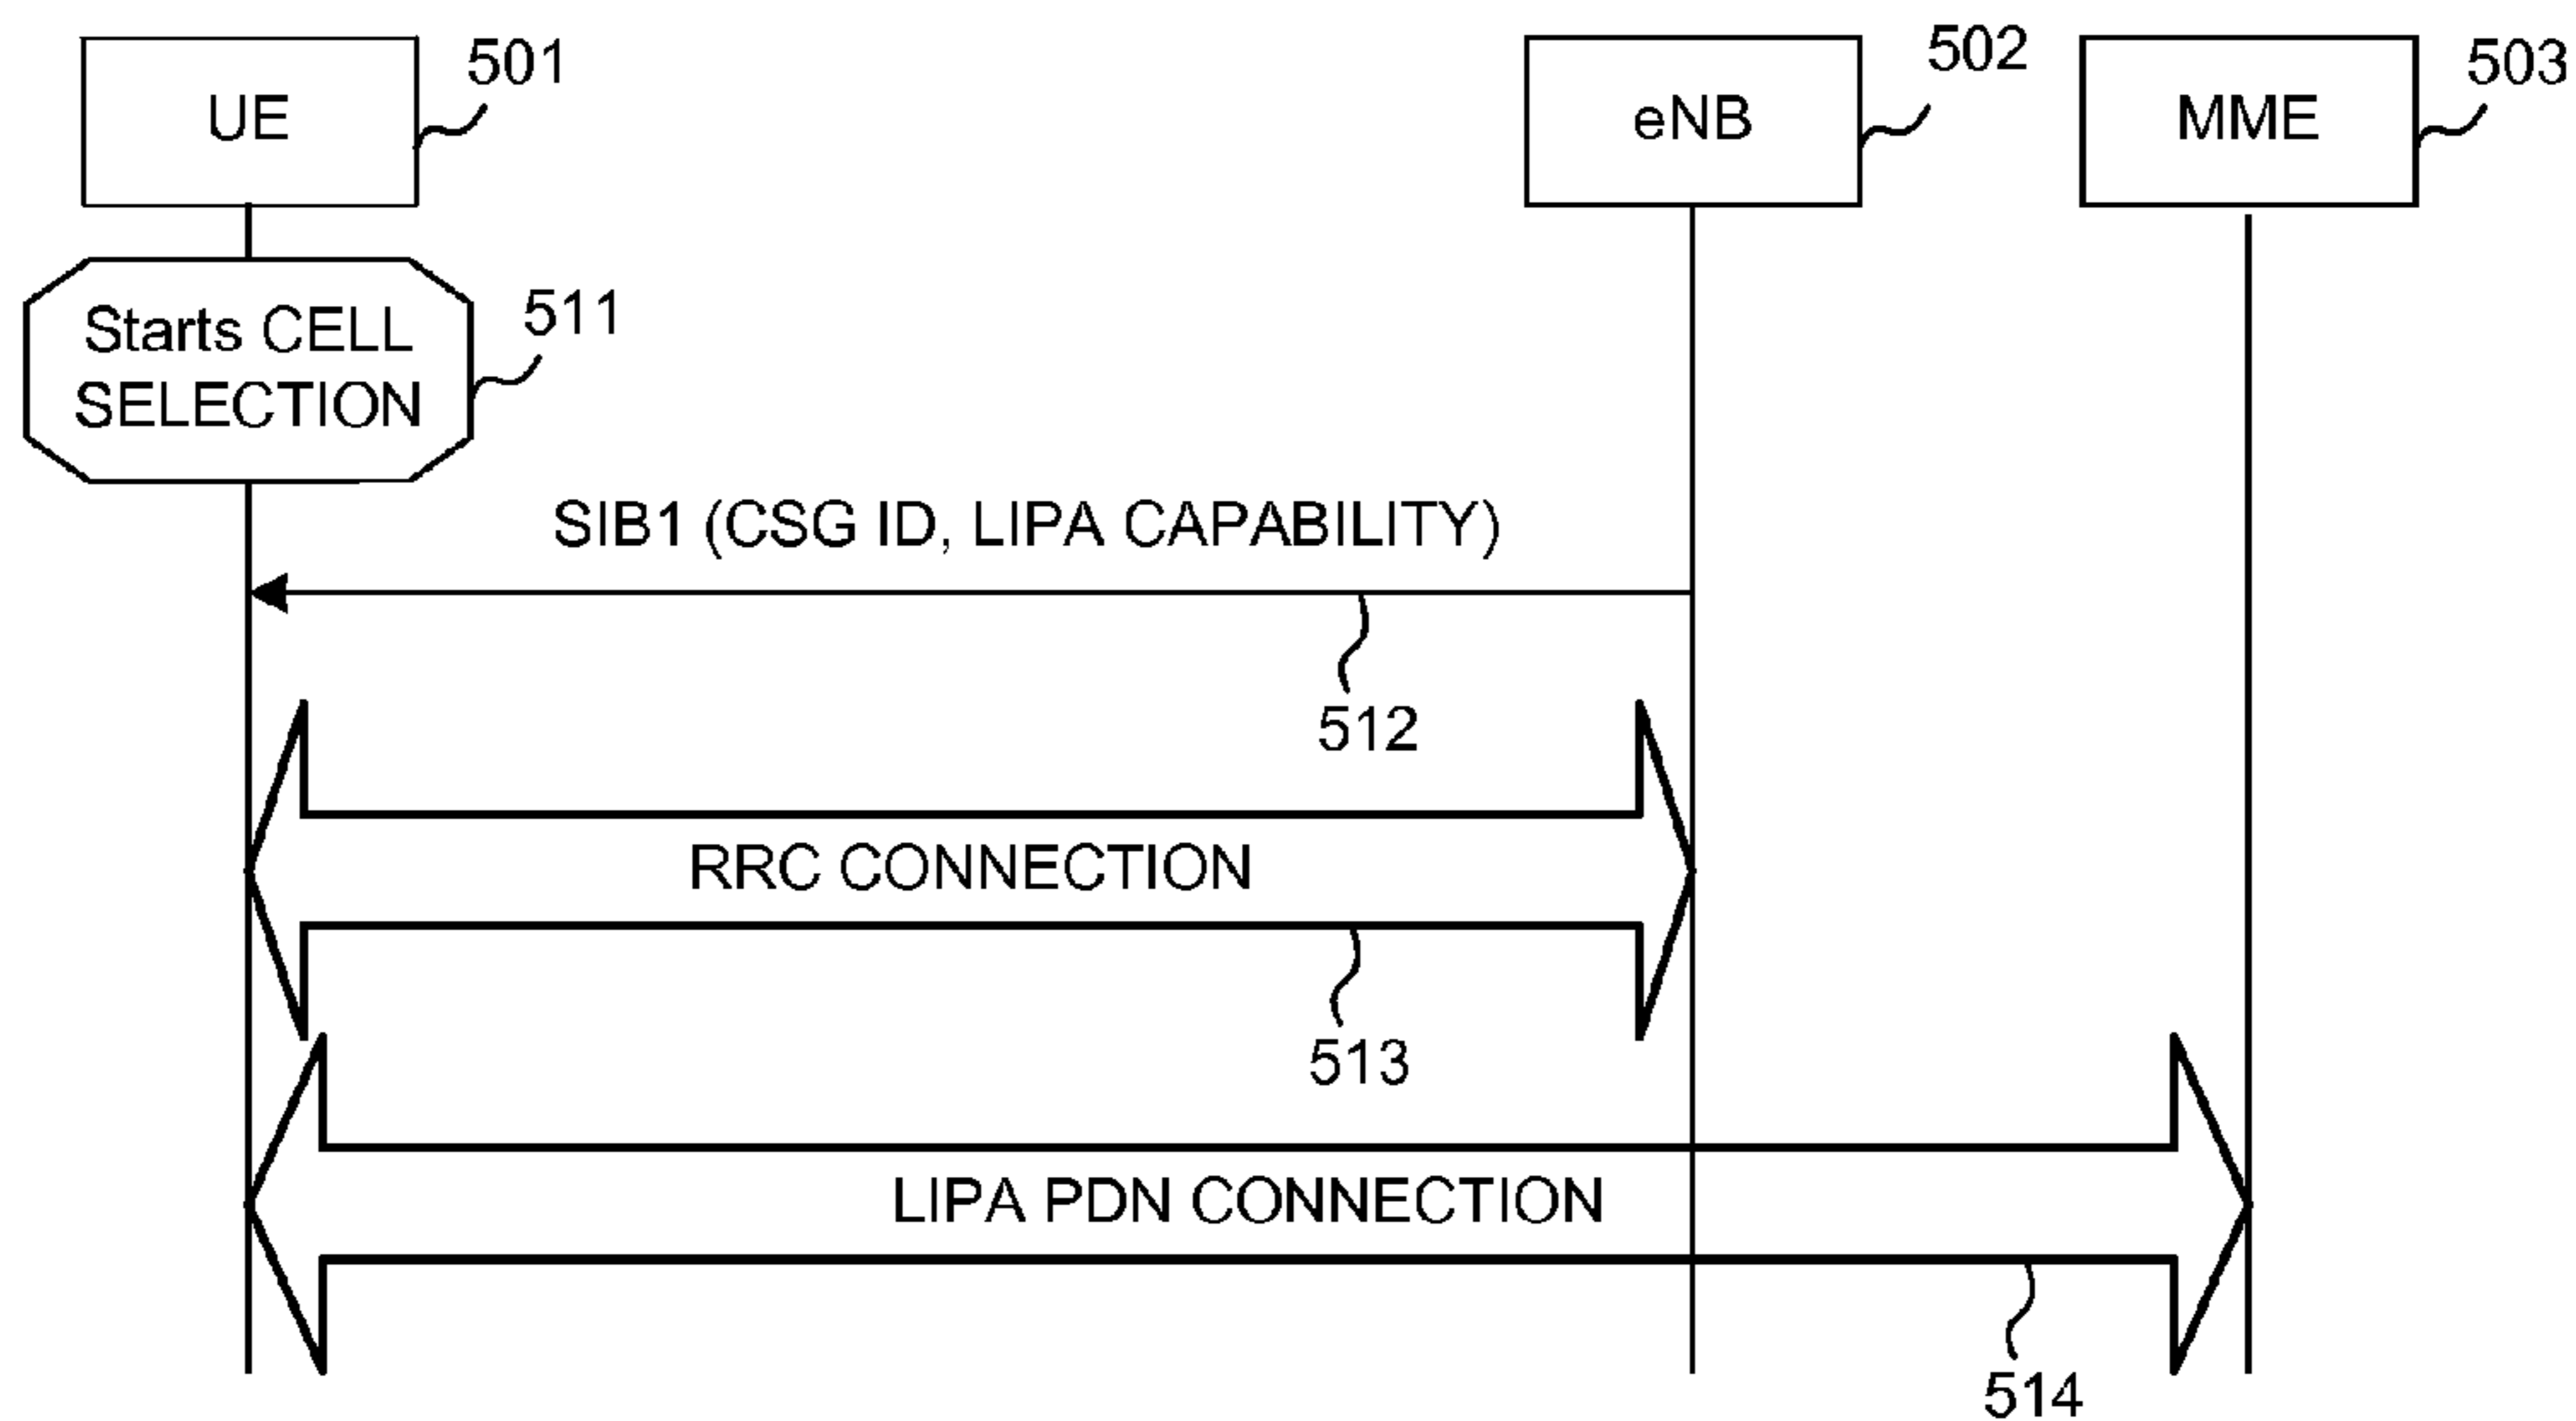 UE
501
eNB
502
MME
503
Starts CELL
SELECTION
511
SIB1 (CSG ID, LIPA CAPABILITY)
512
RRC CONNECTION
513
LIPA PDN CONNECTION
514